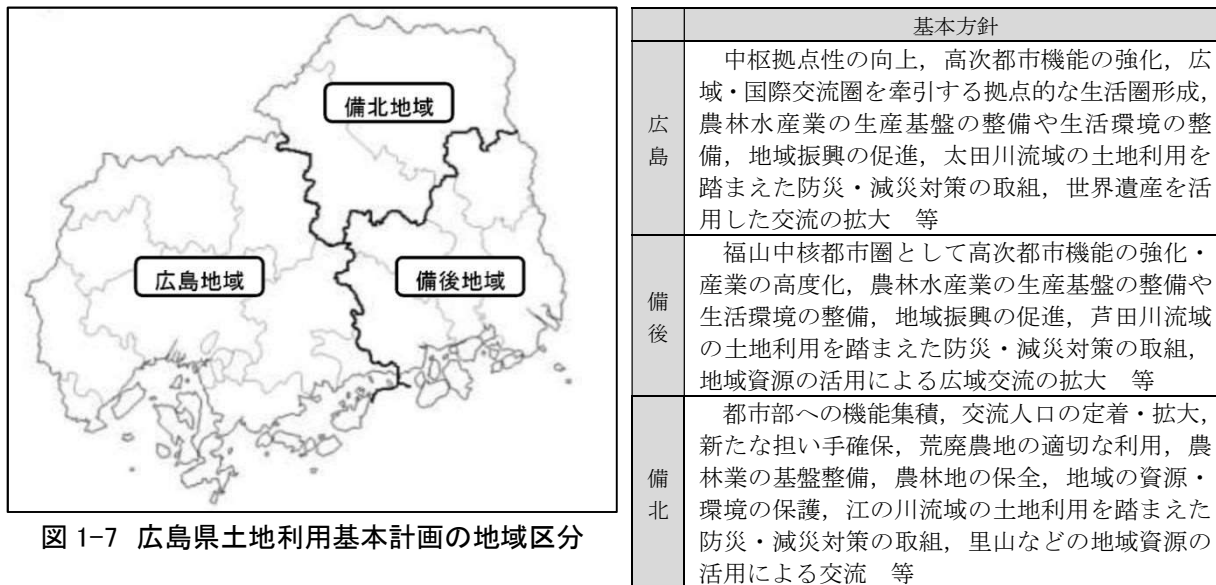 備北地域
広島地域
備後地域
図 1-7 広島県土地利用基本計画の地域区分
基本方針
広島
中枢拠点性の向上，高次都市機能の強化，広
域・国際交流圏を牽引する拠点的な生活圏形成，
農林水産業の生産基盤の整備や生活環境の整
備，地域振興の促進，太田川流域の土地利用を
踏まえた防災・減災対策の取組，世界遺産を活
用した交流の拡大　等
備後
福山中核都市圏として高次都市機能の強化・
産業の高度化，農林水産業の生産基盤の整備や
生活環境の整備，地域振興の促進，芦田川流域
の土地利用を踏まえた防災・減災対策の取組，
地域資源の活用による広域交流の拡大　等
備北
都市部への機能集積，交流人口の定着・拡大，
新たな担い手確保，荒廃農地の適切な利用，農
林業の基盤整備，農林地の保全，地域の資源・
環境の保護，江の川流域の土地利用を踏まえた
防災・減災対策の取組，里山などの地域資源の
活用による交流　等